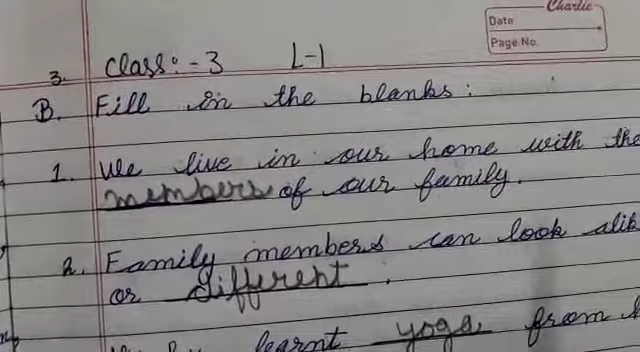 Charlie
Date
Page No.
3. Class:-3 L-1
B. Fill in the blanks:
1. We live in our home with the
members of our family.
2. Family members can look alik
or different.
learnt yoga from